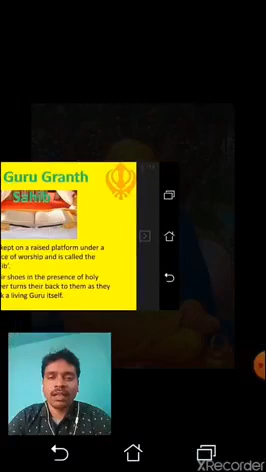 Guru Granth
Sahib
kept on a raised platform under a
ce of worship and is called the
ib'.
ir shoes in the presence of holy
er turns their back to them as they
k a living Guru itself.
XRecorder